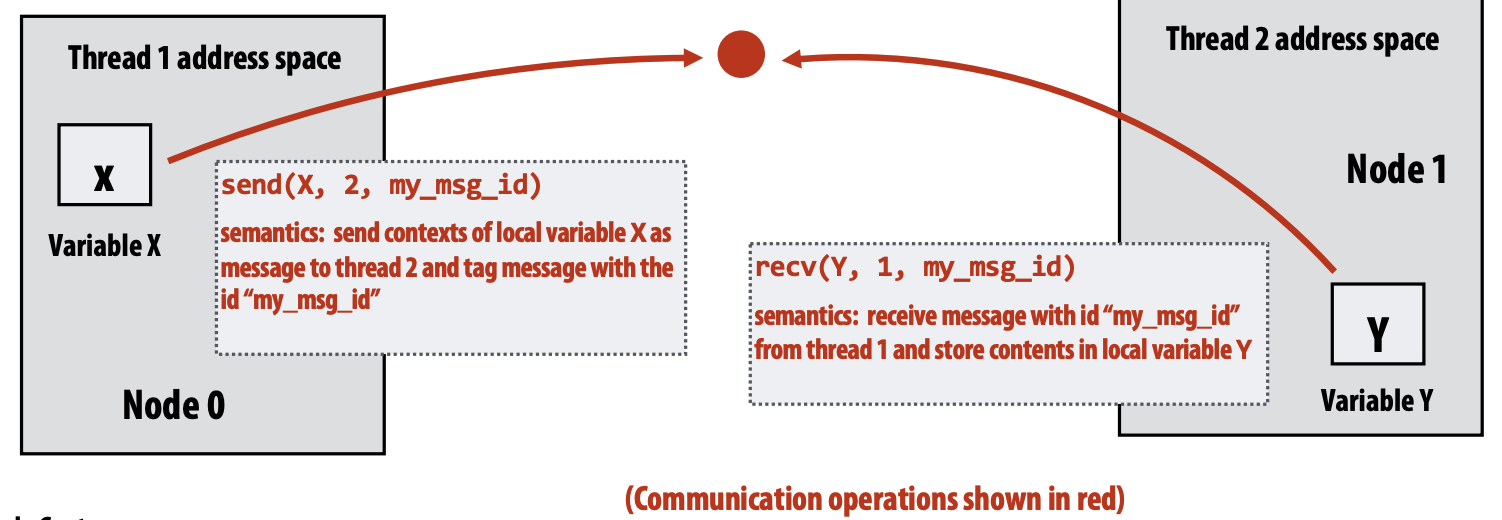 Thread 1 address space
x
Variable X
send(X, 2, my_msg_id)
semantics: send contexts of local variable X as
message to thread 2 and tag message with the
id “my_msg_id”
Node 0
Thread 2 address space
Node 1
recv(Y, 1, my_msg_id)
semantics: receive message with id “my_msg_id”
from thread 1 and store contents in local variable Y
Y
Variable Y
(Communication operations shown in red)